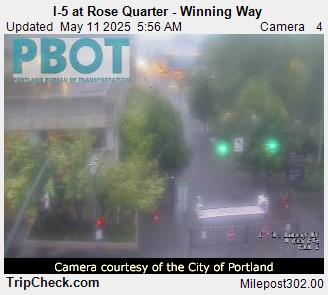 I-5 at Rose Quarter - Winning Way
Updated May 11 2025 5:56 AM Camera 4
PBOT
PORTLAND BUREAU OF TRANSPORTATION
Camera courtesy of the City of Portland
TripCheck.com Milepost302.00